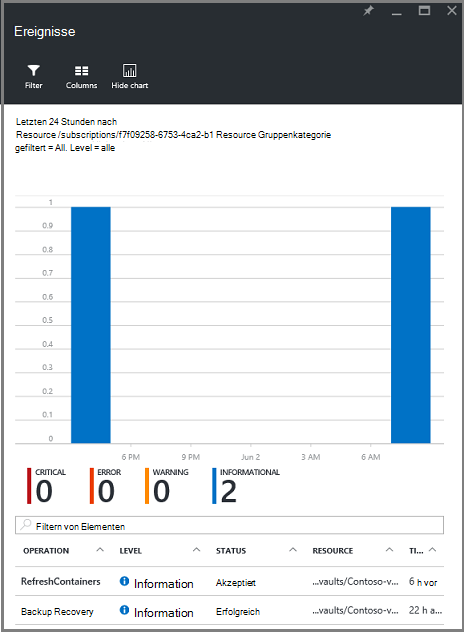 Ereignisse
Filter
Columns
Hide chart
Letzten 24 Stunden nach
Resource /subscriptions/f7f09258-6753-4ca2-b1 Resource Gruppenkategorie
gefiltert = All. Level = alle
1
0.9
0.8
0.7
0.6
0.5
0.4
0.3
0.2
0.1
0
6 PM 9 PM Jun 2 3 AM 6 AM
CRITICAL
0
ERROR
0
WARNING
0
INFORMATIONAL
2
Filtern von Elementen
OPERATION LEVEL STATUS RESOURCE TI...
RefreshContainers Information Akzeptiert ...vaults/Contoso-v... 6 h vor
Backup Recovery Information Erfolgreich ...vaults/Contoso-v... 22 h a...